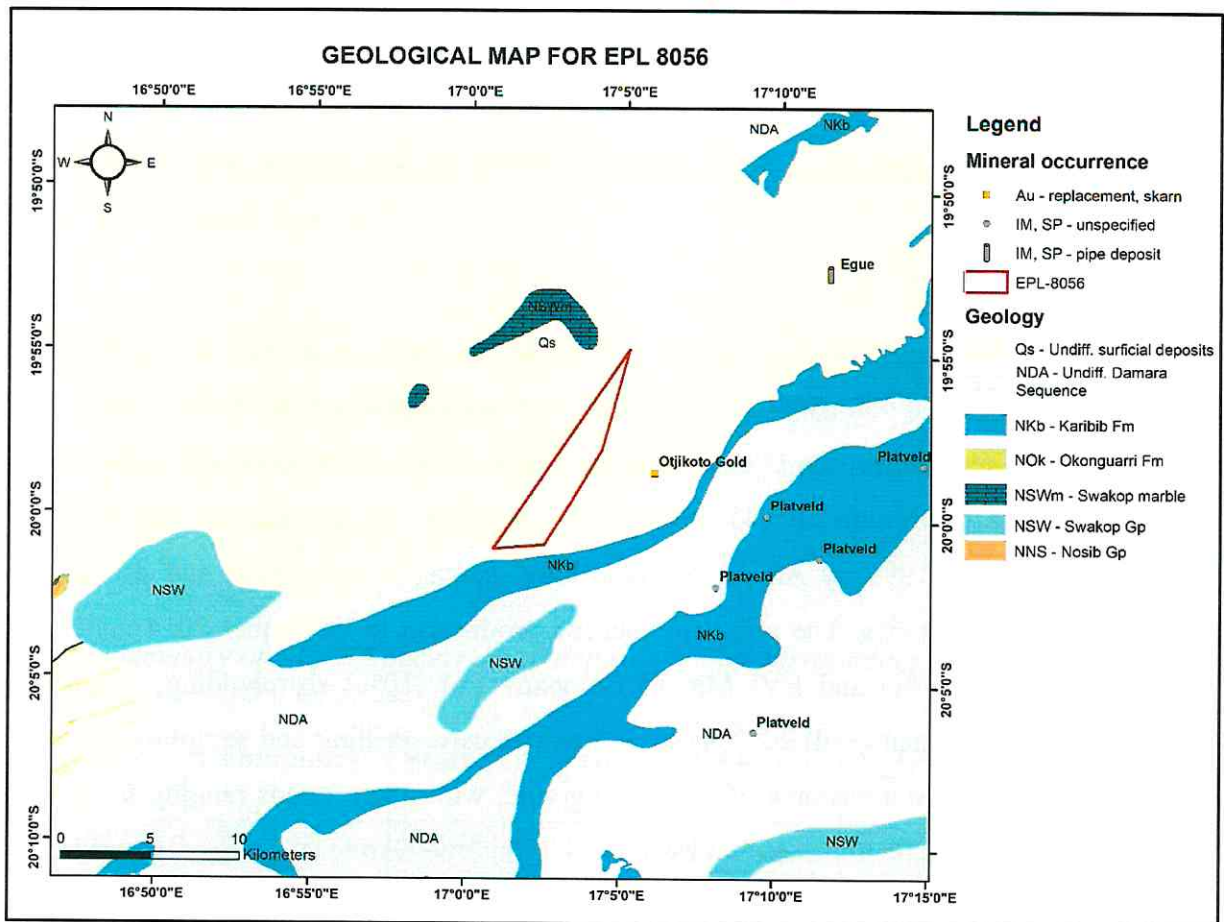 GEOLOGICAL MAP FOR EPL 8056
16°50'0"E 16°55'0"E 17°0'0"E 17°5'0"E 17°10'0"E
N
W E
S
19°50'0"S
19°55'0"S
20°0'0"S
20°5'0"S
20°10'0"S
NDA
NKb
Egue
NSWm
Qs
Otjikoto Gold
Platveld
Platveld
Platveld
Platveld
NKb
NSW
NSW
NKb
NDA
NDA
Platveld
NDA
NSW
0 5 10
Kilometers
19°50'0"S
19°55'0"S
20°0'0"S
20°5'0"S
16°50'0"E 16°55'0"E 17°0'0"E 17°5'0"E 17°10'0"E 17°15'0"E
Legend
Mineral occurrence
Au - replacement, skarn
IM, SP - unspecified
IM, SP - pipe deposit
EPL-8056
Geology
Qs - Undiff. surficial deposits
NDA - Undiff. Damara
Sequence
NKb - Karibib Fm
NOk - Okonguarri Fm
NSWm - Swakop marble
NSW - Swakop Gp
NNS - Nosib Gp